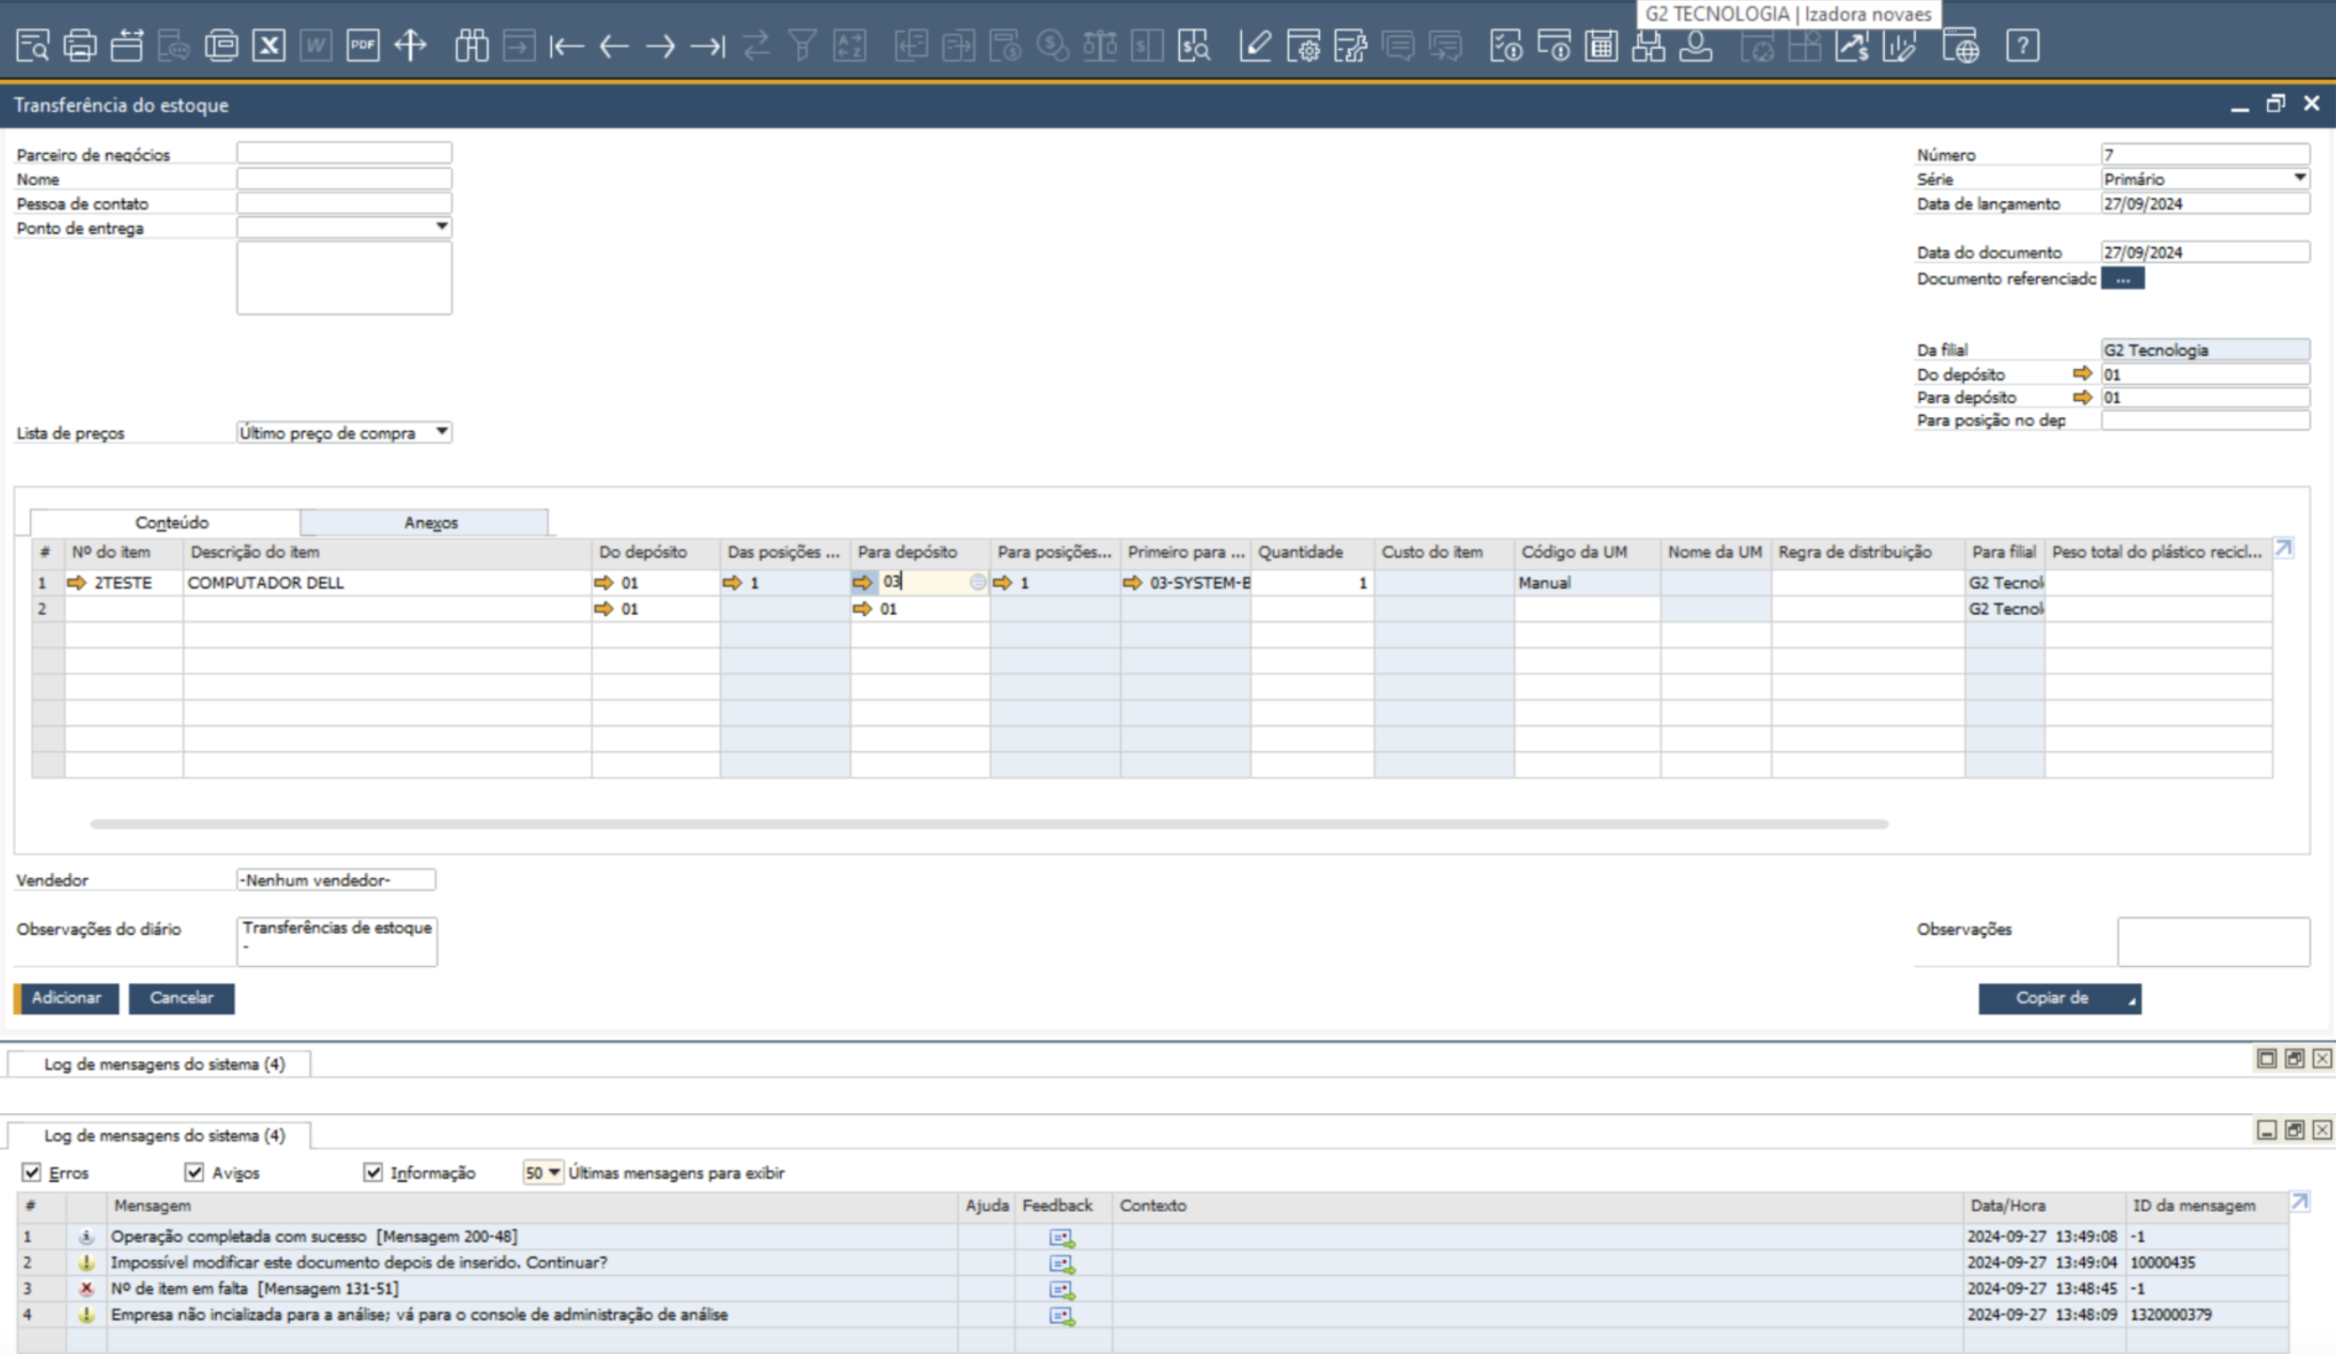 G2 TECNOLOGIA | Izadora novaes
W PDF A Z ?
Transferência do estoque
Parceiro de negócios
Nome
Pessoa de contato
Ponto de entrega
Lista de preços Último preço de compra
Número 7
Série Primário
Data de lançamento 27/09/2024
Data do documento 27/09/2024
Documento referenciado ...
Da filial G2 Tecnologia
Do depósito 01
Para depósito 01
Para posição no dep
Conteúdo Anexos
# Nº do item Descrição do item Do depósito Das posições ... Para depósito Para posições... Primeiro para ... Quantidade Custo do item Código da UM Nome da UM Regra de distribuição Para filial Peso total do plástico recicl...
1 2TESTE COMPUTADOR DELL 01 1 03 1 03-SYSTEM-B 1 Manual G2 Tecnol
2 01 01 G2 Tecnol
Vendedor -Nenhum vendedor-
Observações do diário Transferências de estoque
-
Observações
Adicionar Cancelar Copiar de
Log de mensagens do sistema (4)
Log de mensagens do sistema (4)
Erros Avisos Informação 50 Últimas mensagens para exibir
# Mensagem Ajuda Feedback Contexto Data/Hora ID da mensagem
1 Operação completada com sucesso [Mensagem 200-48] 2024-09-27 13:49:08 -1
2 Impossível modificar este documento depois de inserido. Continuar? 2024-09-27 13:49:04 10000435
3 Nº de item em falta [Mensagem 131-51] 2024-09-27 13:48:45 -1
4 Empresa não incializada para a análise; vá para o console de administração de análise 2024-09-27 13:48:09 1320000379